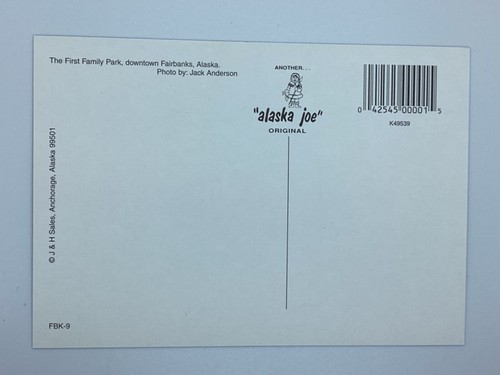 The First Family Park, downtown Fairbanks, Alaska.
Photo by: Jack Anderson
ANOTHER...
"alaska joe"
ORIGINAL
0 42545 00001 5
K49539
© J & H Sales, Anchorage, Alaska 99501
FBK-9